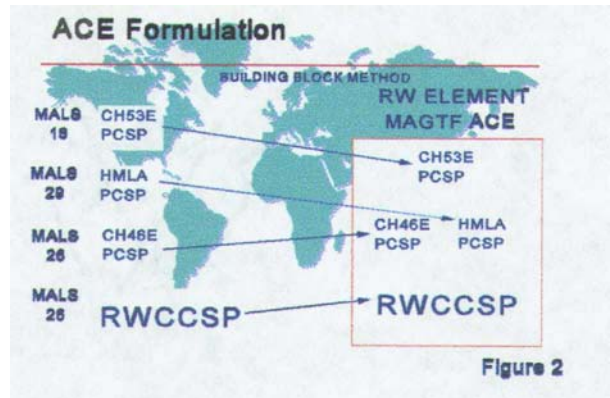 ACE Formulation
BUILDING BLOCK METHOD
RW ELEMENT
MAGTF ACE
MALS
CH53E
PCSP
CH53E
PCSP
MALS
29
HMLA
PCSP
MALS
26
CH46E
PCSP
CH46E
PCSP
HMLA
PCSP
MALS
26
RWCCSP
RWCCSP
Figure 2